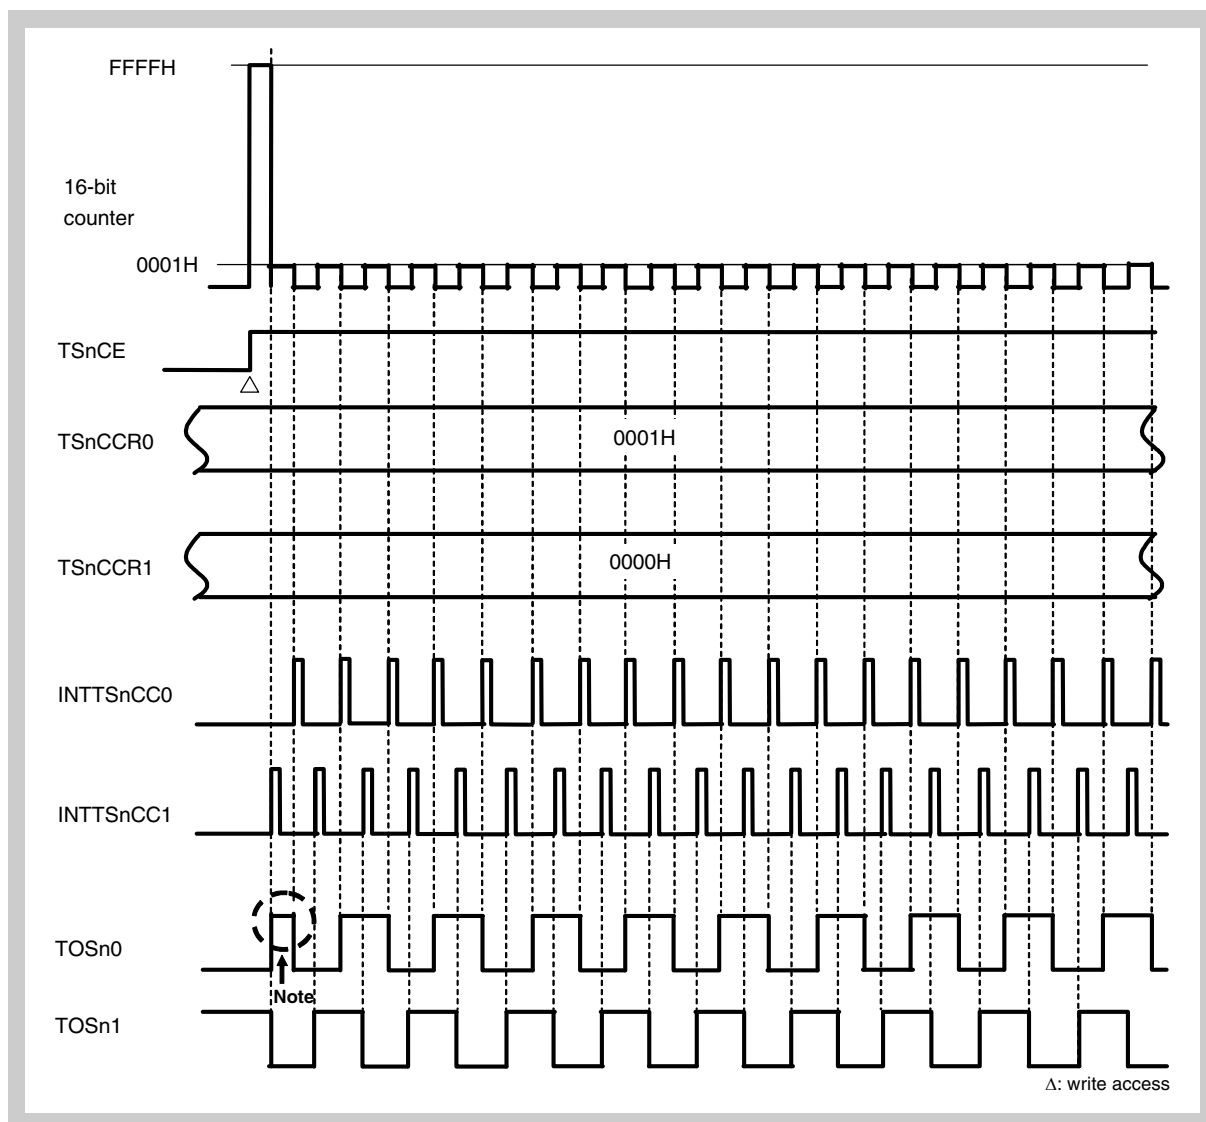 FFFFH
16-bit
counter
0001H
TSnCE
TSnCCR0
0001H
TSnCCR1
0000H
INTTSnCC0
INTTSnCC1
TOSn0
Note
TOSn1
Δ: write access